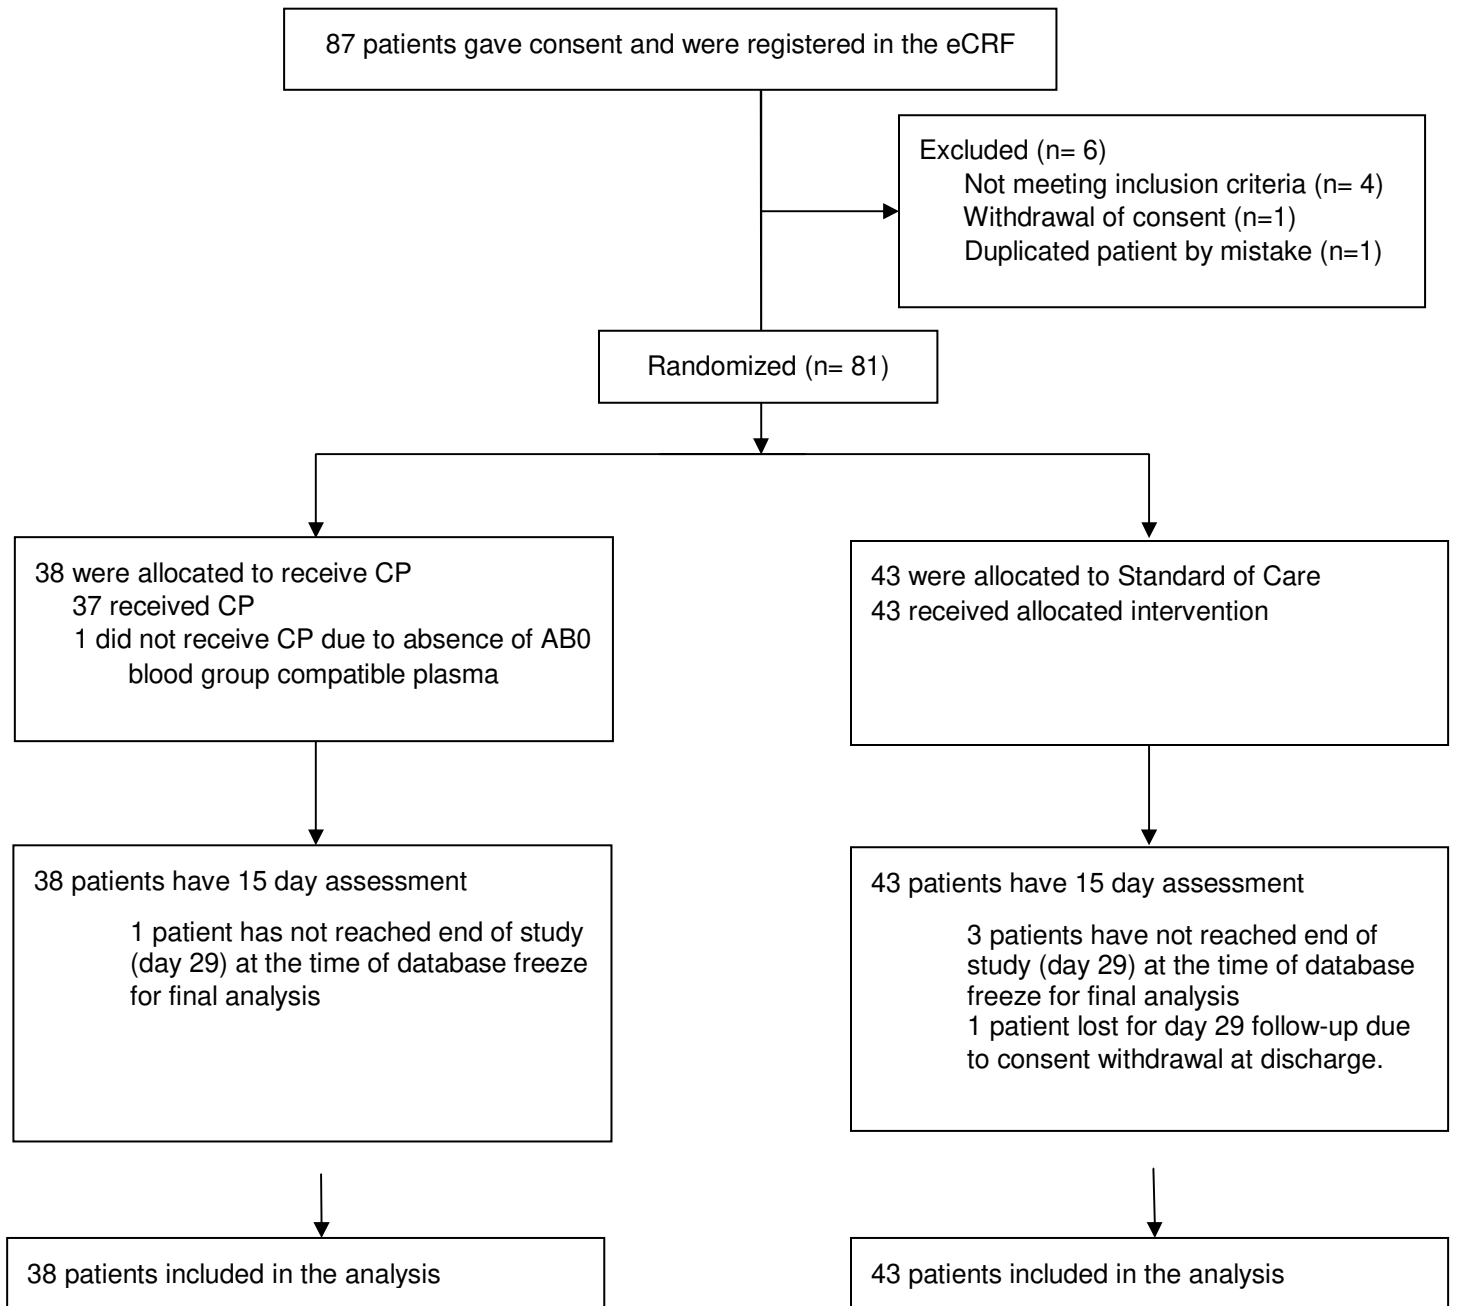 87 patients gave consent and were registered in the eCRF
Excluded (n= 6)
Not meeting inclusion criteria (n= 4)
Withdrawal of consent (n=1)
Duplicated patient by mistake (n=1)
Randomized (n= 81)
38 were allocated to receive CP
37 received CP
1 did not receive CP due to absence of AB0
blood group compatible plasma
43 were allocated to Standard of Care
43 received allocated intervention
38 patients have 15 day assessment
1 patient has not reached end of study
(day 29) at the time of database freeze
for final analysis
43 patients have 15 day assessment
3 patients have not reached end of
study (day 29) at the time of database
freeze for final analysis
1 patient lost for day 29 follow-up due
to consent withdrawal at discharge.
38 patients included in the analysis
43 patients included in the analysis